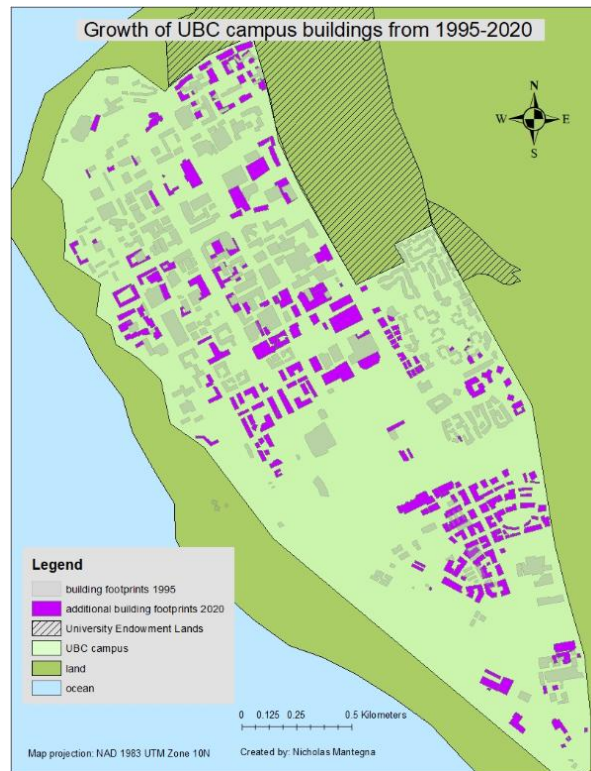 Growth of UBC campus buildings from 1995-2020
N
W E
S
Legend
building footprints 1995
additional building footprints 2020
University Endowment Lands
UBC campus
land
ocean
0 0.125 0.25 0.5 Kilometers
Map projection: NAD 1983 UTM Zone 10N Created by: Nicholas Mantegna